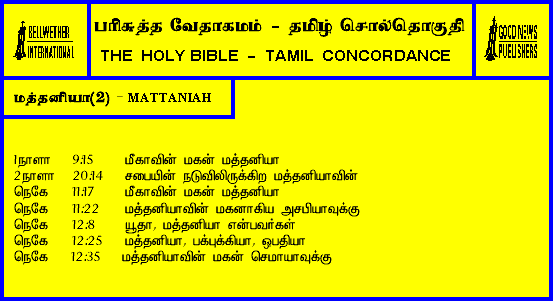 BELLWETHER
INTERNATIONAL
பரிசுத்த வேதாகமம் - தமிழ் சொல்தொகுதி
THE HOLY BIBLE - TAMIL CONCORDANCE
GOOD NEWS
PUBLISHERS
மத்தனியா(2) - MATTANIAH
1நாளா 9:15 மீகாவின் மகன் மத்தனியா
2நாளா 20:14 சபையின் நடுவிலிருக்கிற மத்தனியாவின்
நெகே 11:17 மீகாவின் மகன் மத்தனியா
நெகே 11:22 மத்தனியாவின் மகனாகிய அசபியாவுக்கு
நெகே 12:8 யூதா, மத்தனியா என்பவர்கள்
நெகே 12:25 மத்தனியா, பக்புக்கியா, ஒபதியா
நெகே 12:35 மத்தனியாவின் மகன் செமாயாவுக்கு